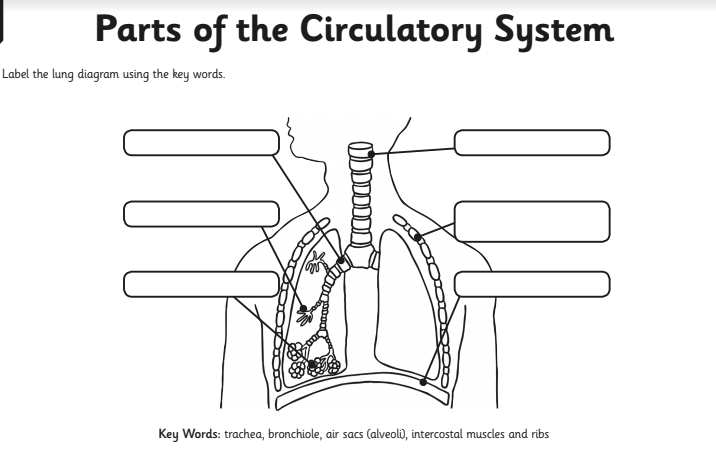 Parts of the Circulatory System
Label the lung diagram using the key words.
Key Words: trachea, bronchiole, air sacs (alveoli), intercostal muscles and ribs